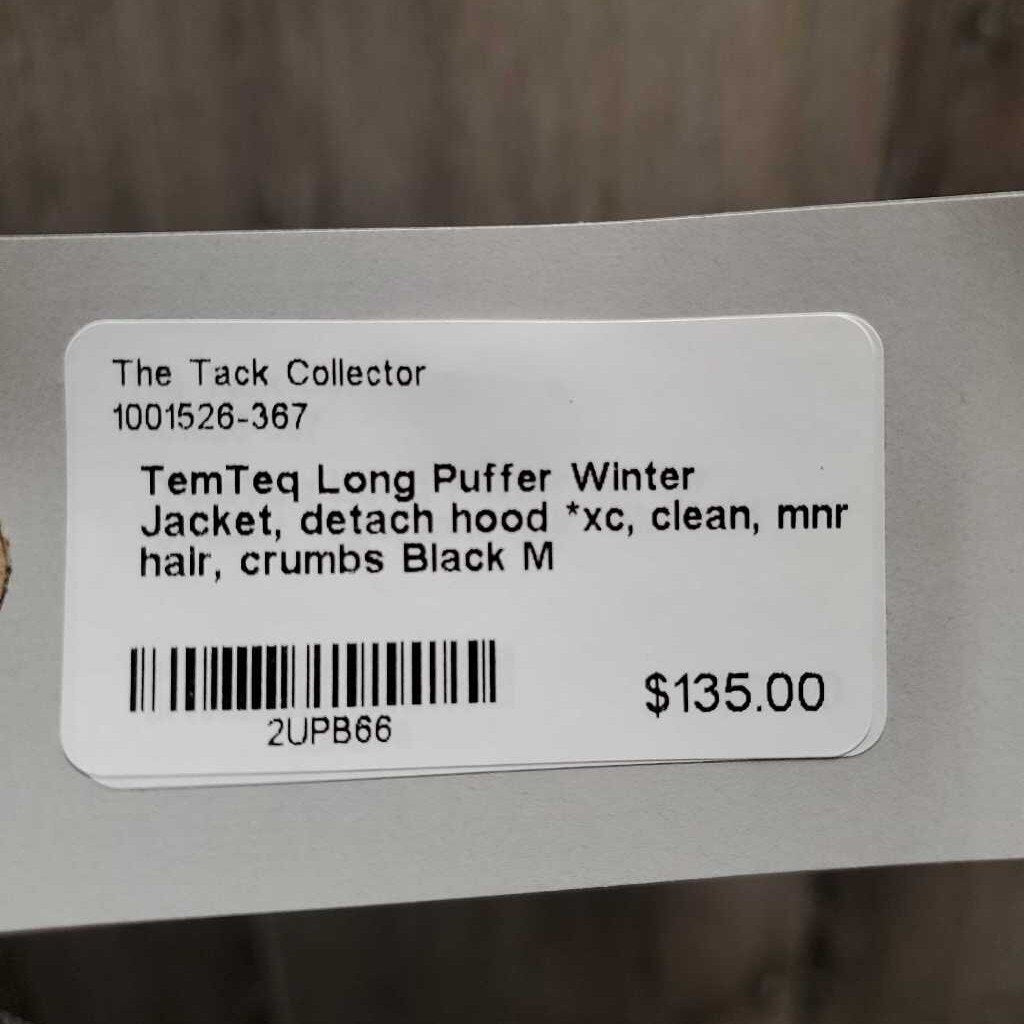 The Tack Collector
1001526-367
TemTeq Long Puffer Winter
Jacket, detach hood *xc, clean, mnr
hair, crumbs Black M
2UPB66
$135.00